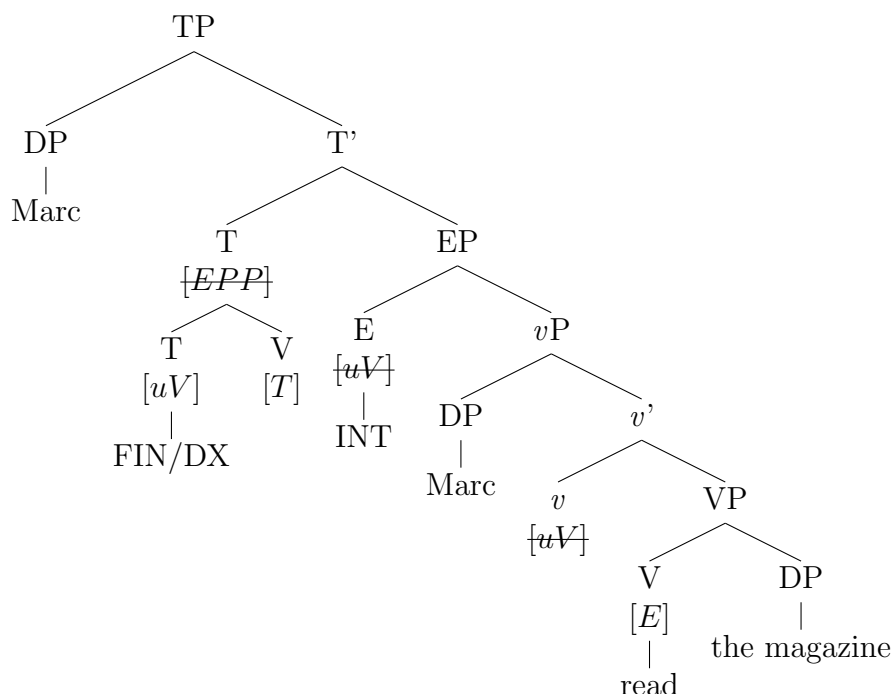 TP
DP T'
Marc
T EP
[EPP]
T V E vP
[uV] [T] [uV]
FIN/DX INT DP v'
Marc v VP
[uV]
V DP
[E]
the magazine
read